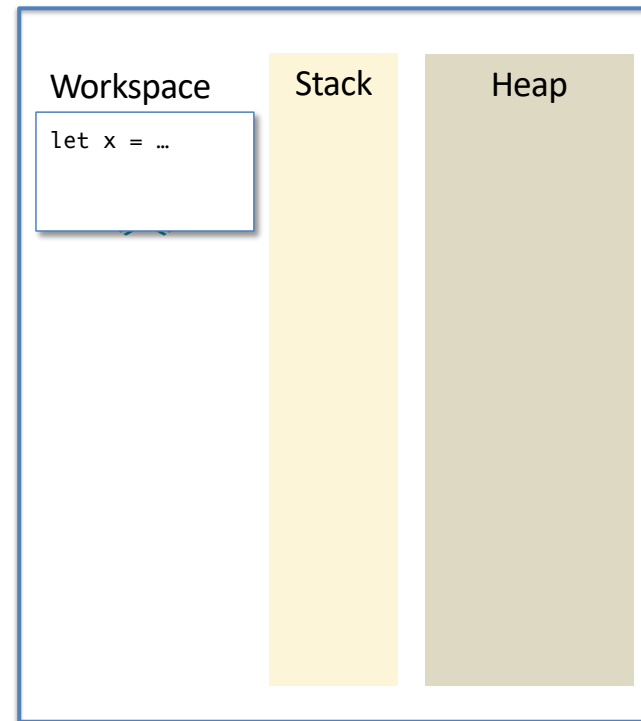 Workspace
Stack
Heap
let x = …